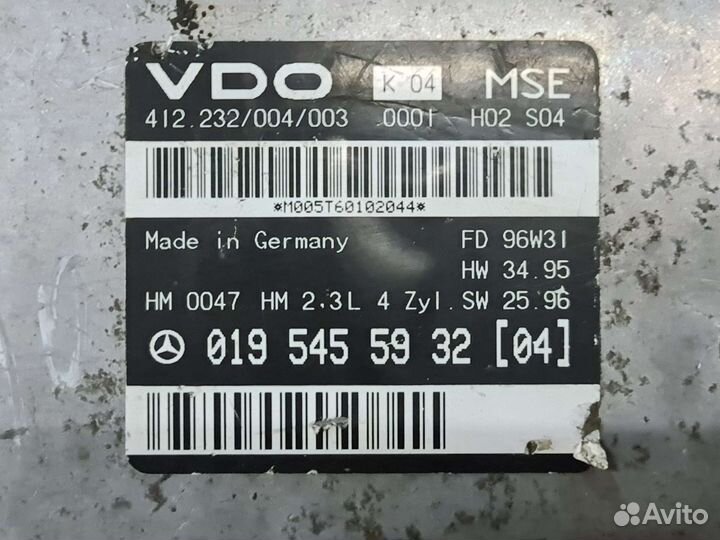 VDO K 04 MSE
412.232/004/003 .0001 H02 S04
*M005T60102044*
Made in Germany FD 96W31
HW 34.95
HM 0047 HM 2,3L 4 Zyl. SW 25.96
019 545 59 32 [04]
Avito